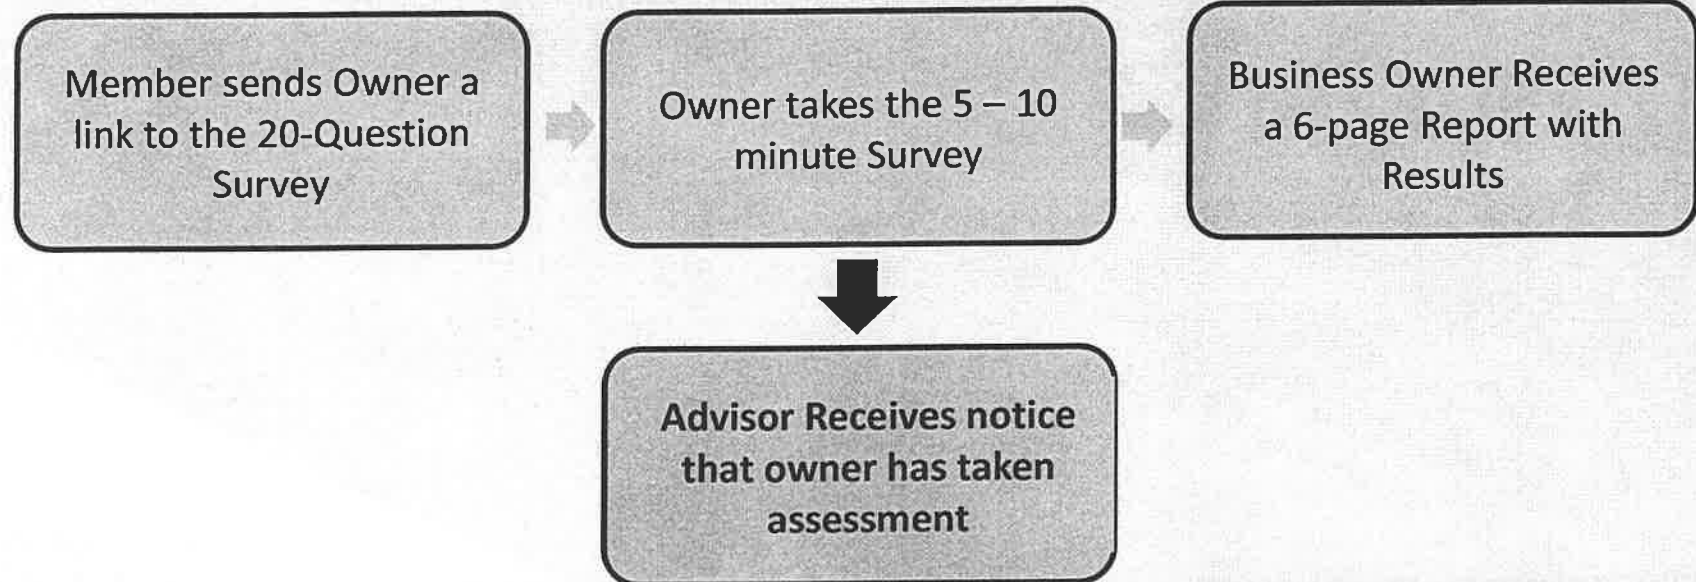 Member sends Owner a
link to the 20-Question
Survey
Owner takes the 5 – 10
minute Survey
Business Owner Receives
a 6-page Report with
Results
Advisor Receives notice
that owner has taken
assessment